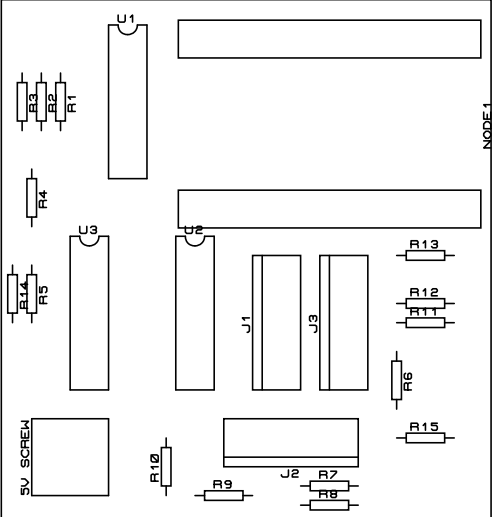 U1
R3
R2
R1
NODE1
R4
U3
U2
R13
R14
R5
R12
R11
J1
J3
R6
5V SCREW
R15
R10
J2
R7
R9
R8